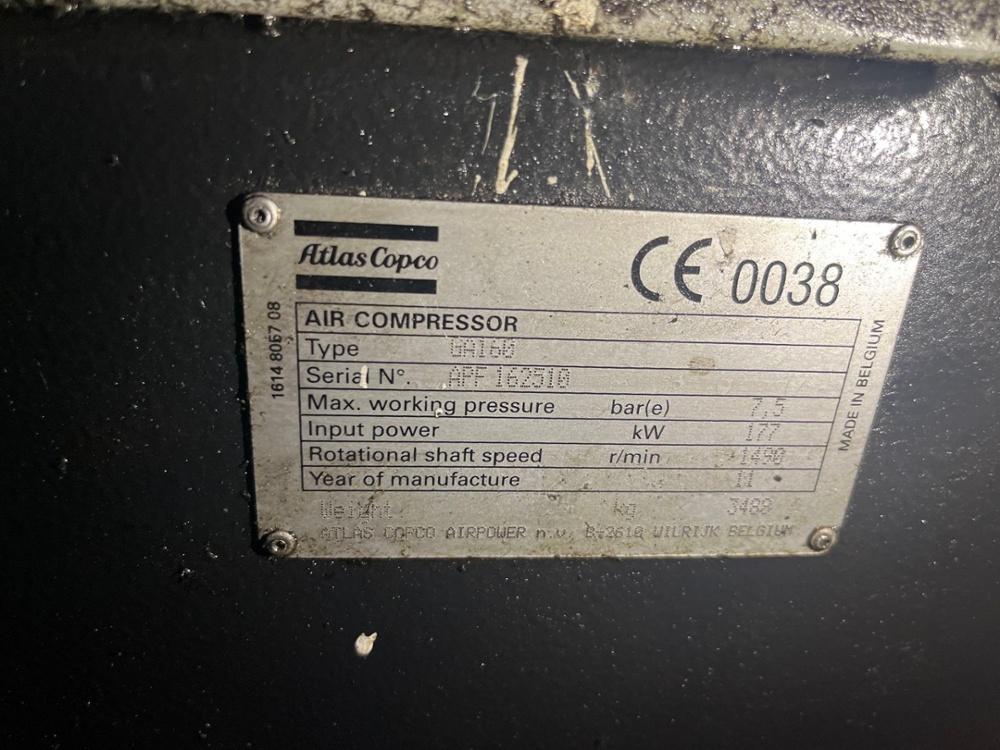 Atlas Copco
CE 0038
1614 8067 08
AIR COMPRESSOR
Type GA160
Serial N°. APF 162510
Max. working pressure bar(e) 7,5
Input power kW 177
Rotational shaft speed r/min 1490
Year of manufacture 11
Weight kg 3488
ATLAS COPCO AIRPOWER n.v. B-2610 WILRIJK BELGIUM
MADE IN BELGIUM